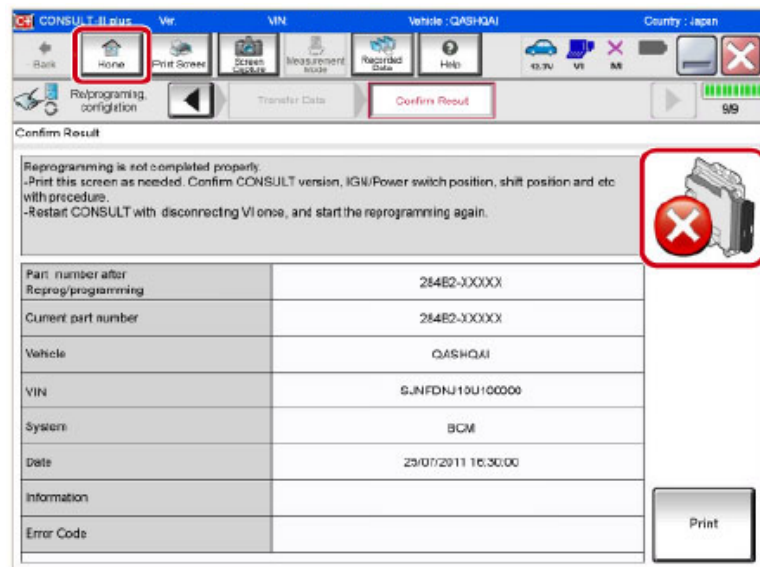 CONSULT-III plus Ver. VIN: Vehicle : QASHQAI Country : Japan
Back Home Print Screen Screen Capture Measurement Mode Recorded Data Help 12.3V VI MI
Re/programing, configlation Transfer Data Confirm Result 9/9
Confirm Result
Reprogramming is not completed properly.
-Print this screen as needed. Confirm CONSULT version, IGN/Power switch position, shift position and etc
with procedure.
-Restart CONSULT with disconnecting VI once, and start the reprogramming again.
Part number after
Reprog/programming
284B2-XXXXX
Current part number 284B2-XXXXX
Vehicle QASHQAI
VIN SJNFDNJ10U100000
System BCM
Date 25/07/2011 16:30:00
Information
Error Code
Print